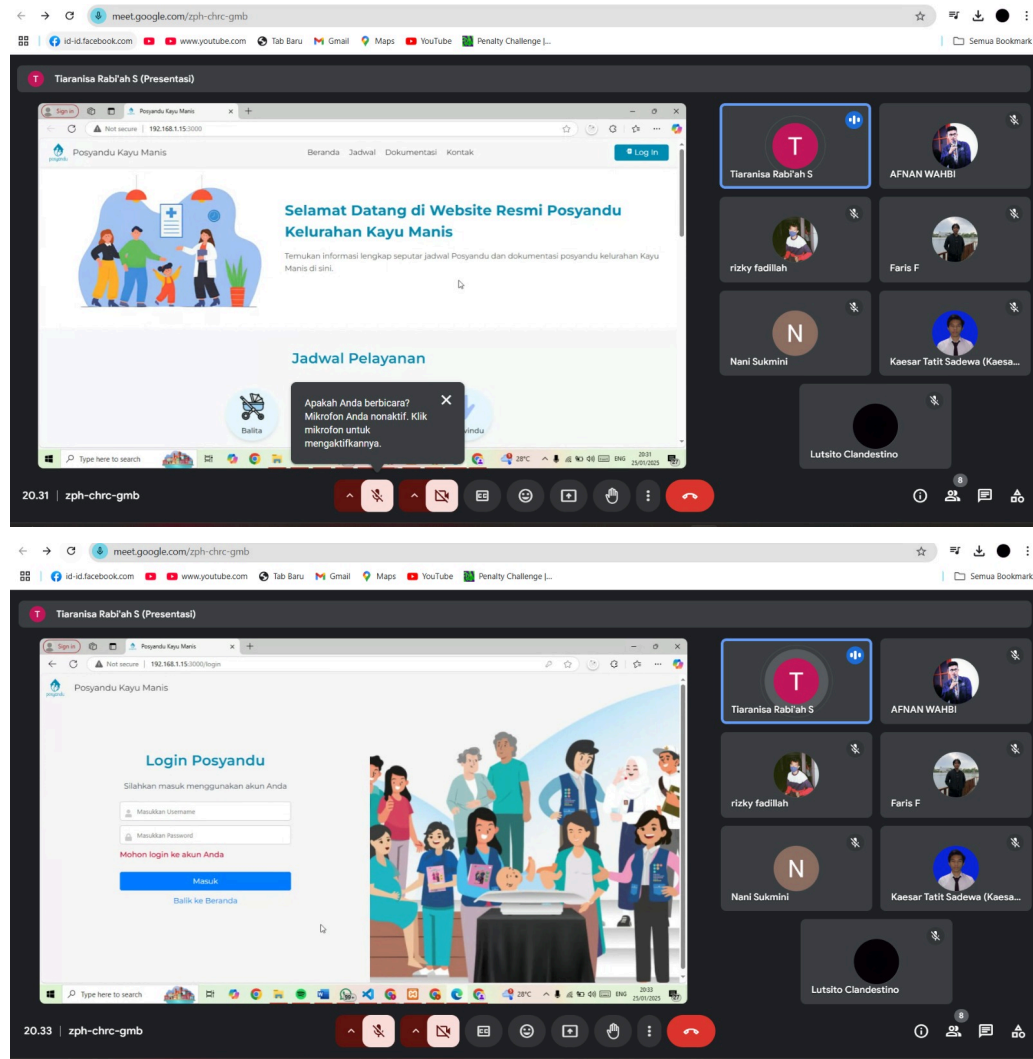 meet.google.com/zph-chrc-gmb
id-id.facebook.com www.youtube.com Tab Baru Gmail Maps YouTube Penalty Challenge |... Semua Bookmark
T Tiaranisa Rabi'ah S (Presentasi)
Sign in Posyandu Kayu Manis
Not secure 192.168.1.15:3000
posyandu Posyandu Kayu Manis Beranda Jadwal Dokumentasi Kontak Log In
Selamat Datang di Website Resmi Posyandu
Kelurahan Kayu Manis
Temukan informasi lengkap seputar jadwal Posyandu dan dokumentasi posyandu kelurahan Kayu
Manis di sini.
Jadwal Pelayanan
Balita
vindu
Apakah Anda berbicara?
Mikrofon Anda nonaktif. Klik
mikrofon untuk
mengaktifkannya.
Type here to search 28°C ENG 20:31
25/01/2025
T
Tiaranisa Rabi'ah S
AFNAN WAHBI
rizky fadillah
Faris F
N
Nani Sukmini
Kaesar Tatit Sadewa (Kaesa...
Lutsito Clandestino
20.31 | zph-chrc-gmb 8
meet.google.com/zph-chrc-gmb
id-id.facebook.com www.youtube.com Tab Baru Gmail Maps YouTube Penalty Challenge |... Semua Bookmark
T Tiaranisa Rabi'ah S (Presentasi)
Sign in Posyandu Kayu Manis
Not secure 192.168.1.15:3000/login
posyandu Posyandu Kayu Manis
Login Posyandu
Silahkan masuk menggunakan akun Anda
Masukkan Username
Masukkan Password
Mohon login ke akun Anda
Masuk
Balik ke Beranda
Type here to search 28°C ENG 20:33
25/01/2025
T
Tiaranisa Rabi'ah S
AFNAN WAHBI
rizky fadillah
Faris F
N
Nani Sukmini
Kaesar Tatit Sadewa (Kaesa...
Lutsito Clandestino
20.33 | zph-chrc-gmb 8